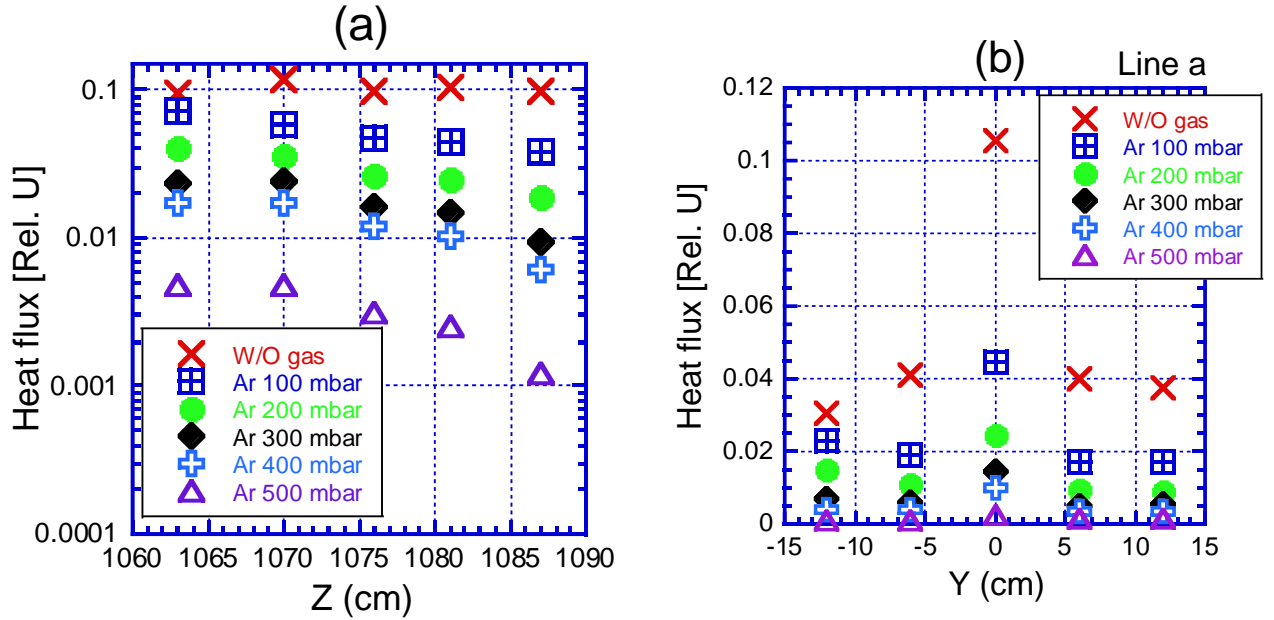 (a)
Heat flux [Rel. U]
0.1
0.01
0.001
0.0001
W/O gas
Ar 100 mbar
Ar 200 mbar
Ar 300 mbar
Ar 400 mbar
Ar 500 mbar
1060 1065 1070 1075 1080 1085 1090
Z (cm)
(b)
Line a
Heat flux [Rel. U]
0.12
0.1
0.08
0.06
0.04
0.02
0
W/O gas
Ar 100 mbar
Ar 200 mbar
Ar 300 mbar
Ar 400 mbar
Ar 500 mbar
-15 -10 -5 0 5 10 15
Y (cm)